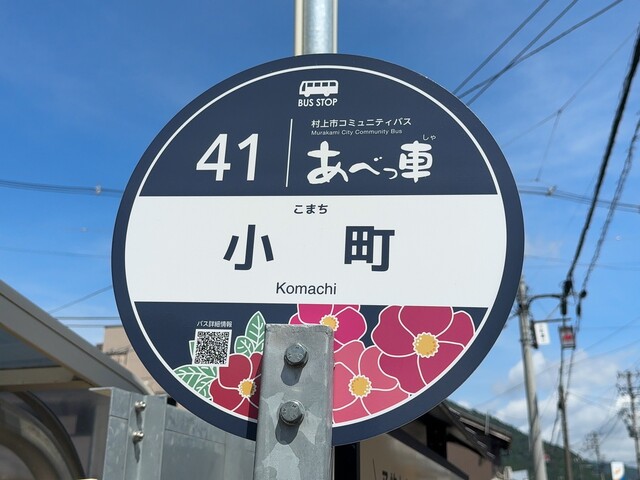 BUS STOP
41
村上市コミュニティバス
Murakami City Community Bus
しゃ
あべっ車
こまち
小町
Komachi
バス詳細情報